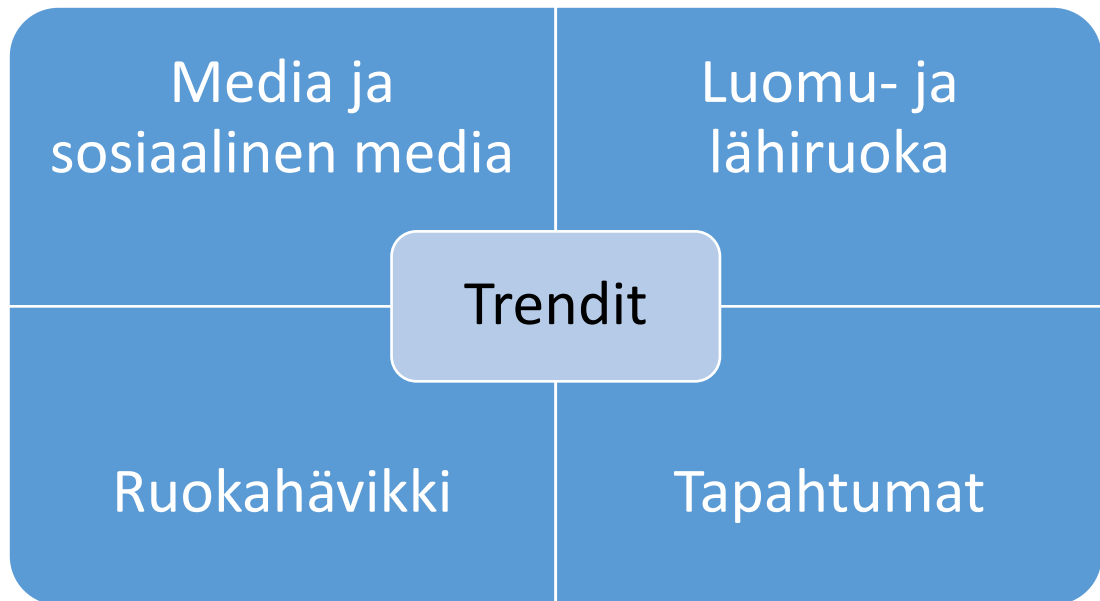 Media ja
sosiaalinen media
Luomu- ja
lähiruoka
Trendit
Ruokahävikki
Tapahtumat